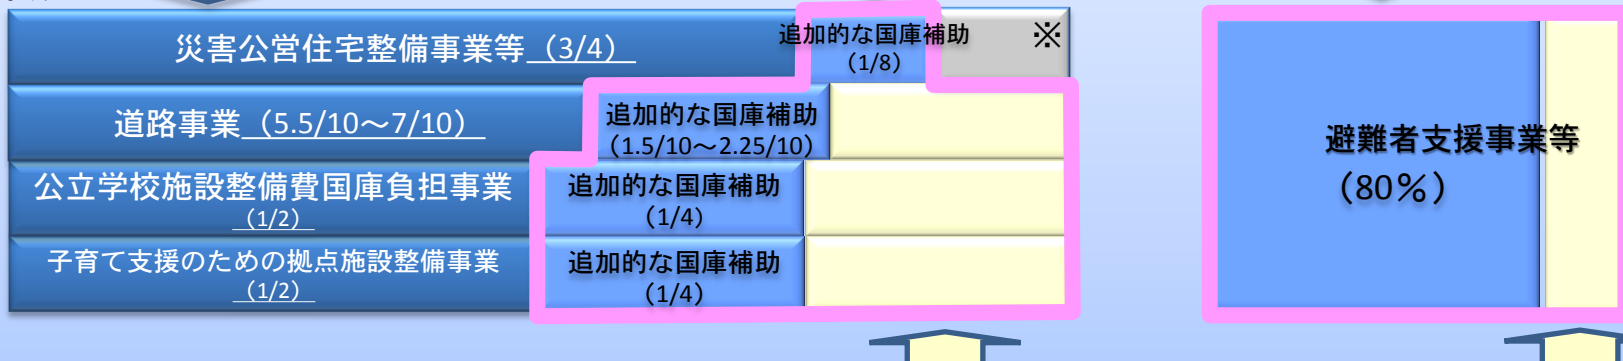 災害公営住宅整備事業等（3/4）
追加的な国庫補助
（1/8）
※
道路事業（5.5/10～7/10）
追加的な国庫補助
（1.5/10～2.25/10）
公立学校施設整備費国庫負担事業
（1/2）
追加的な国庫補助
（1/4）
子育て支援のための拠点施設整備事業
（1/2）
追加的な国庫補助
（1/4）
避難者支援事業等
（80％）